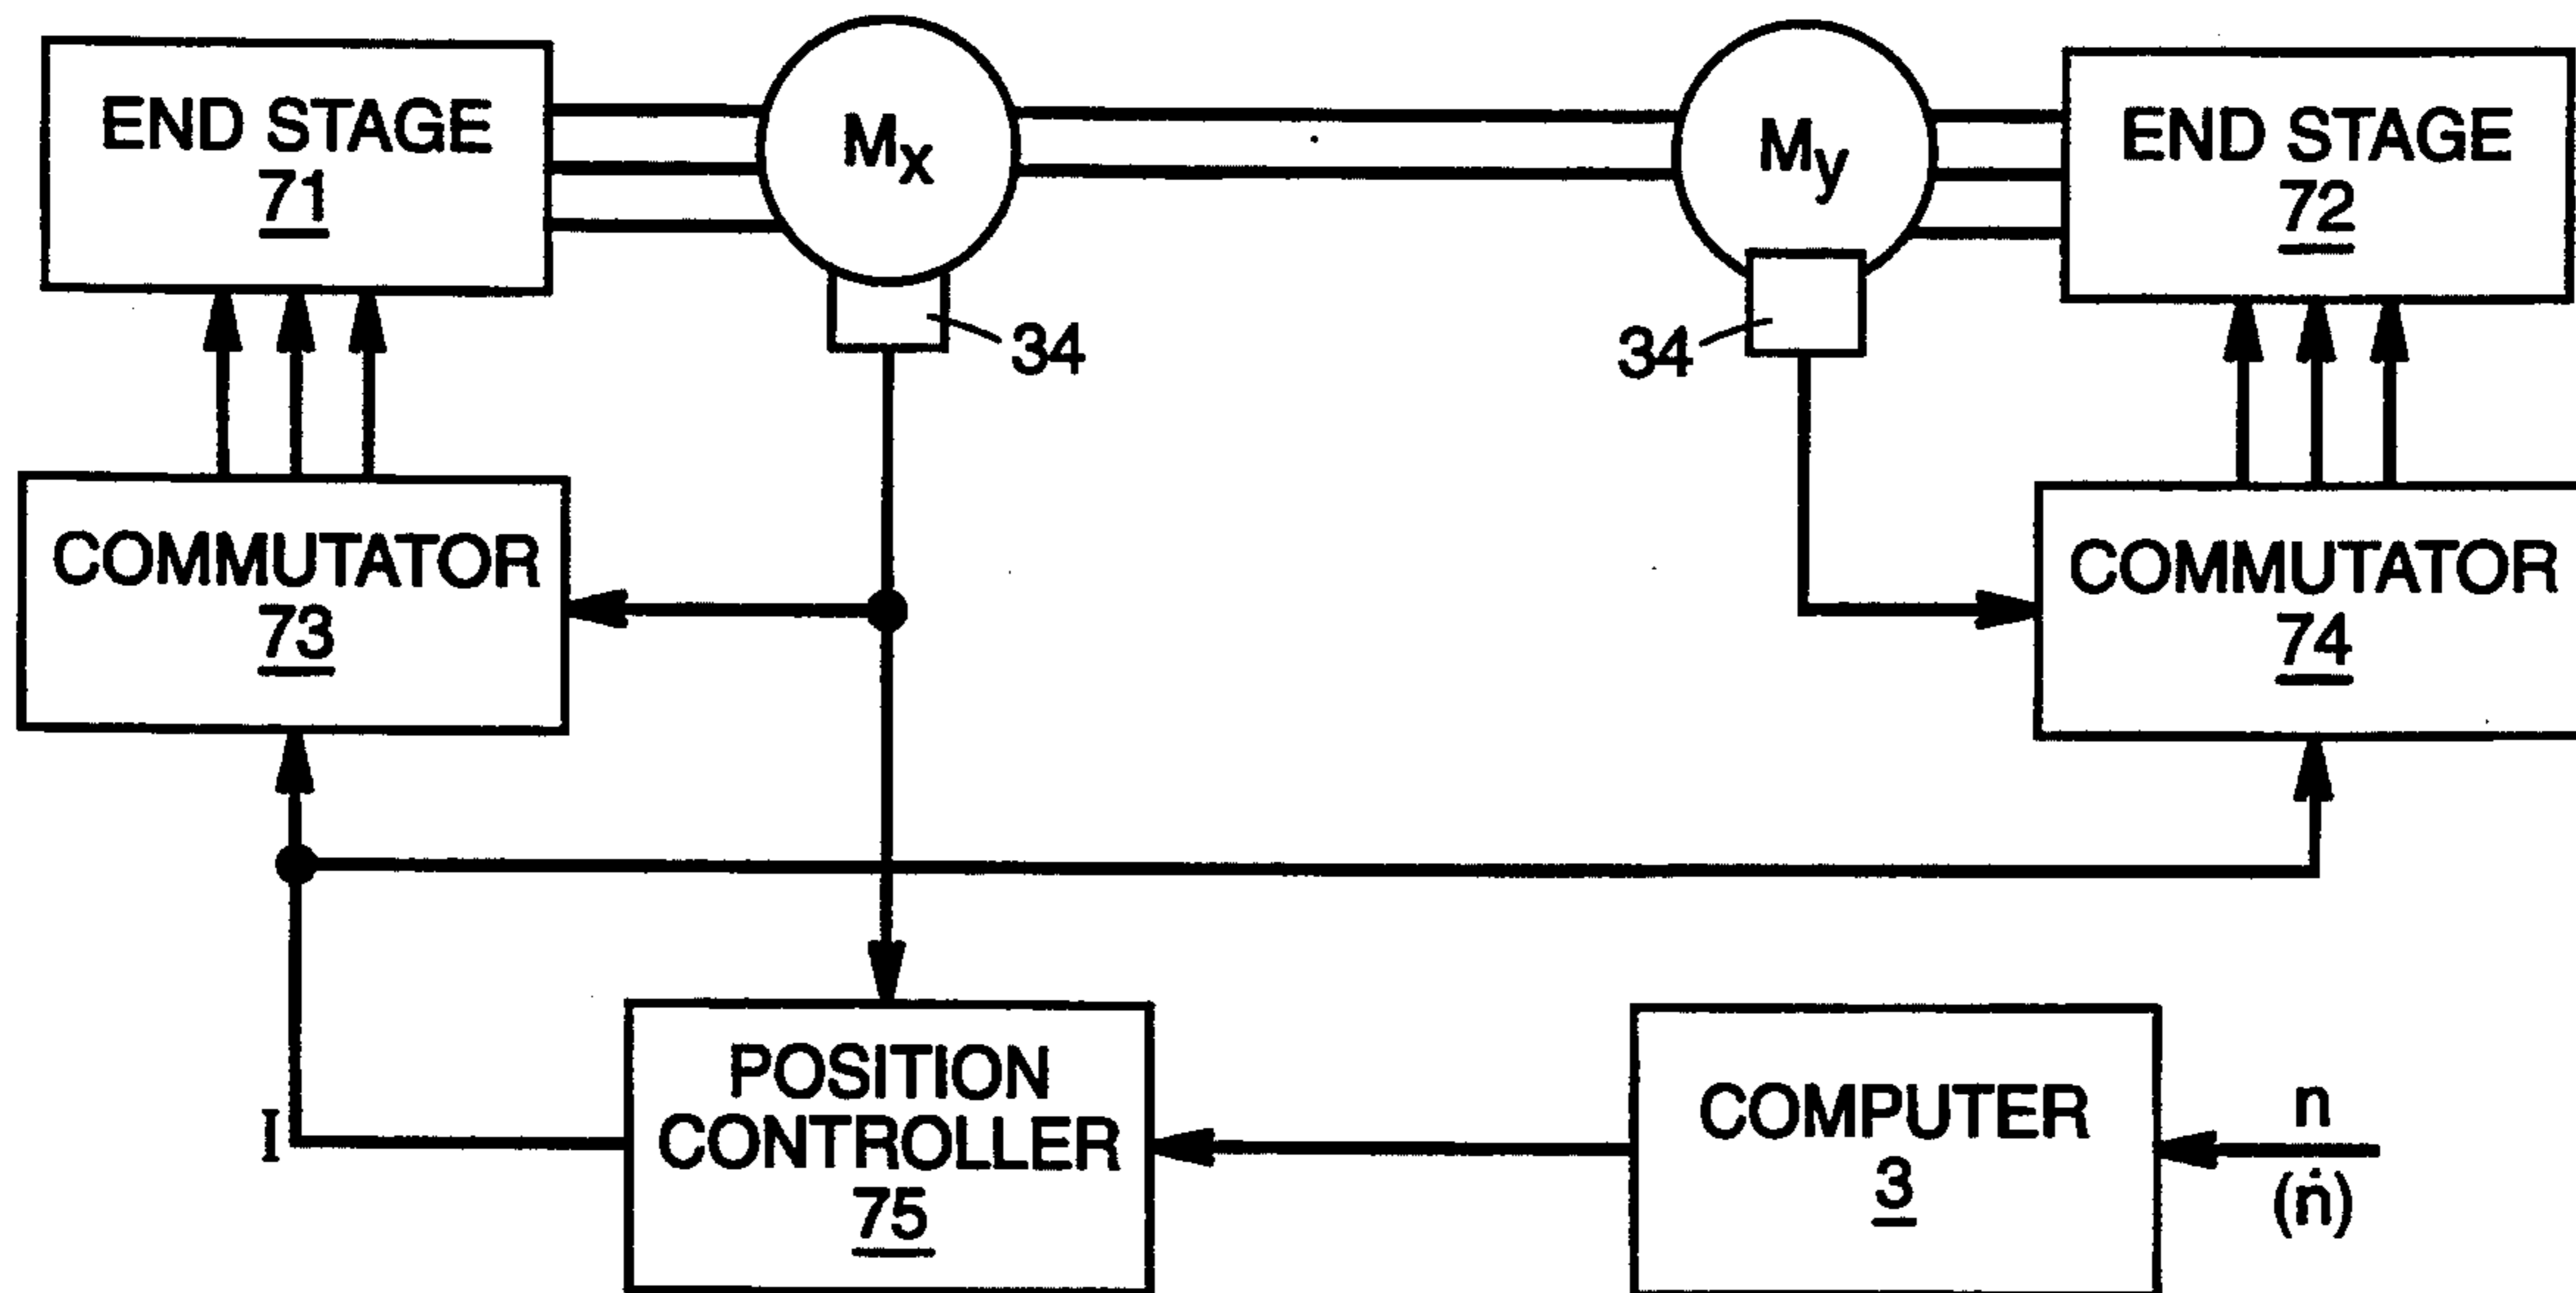 END STAGE
71
Mx
My
END STAGE
72
34
34
COMMUTATOR
73
COMMUTATOR
74
I
POSITION
CONTROLLER
75
COMPUTER
3
n
(ṅ)